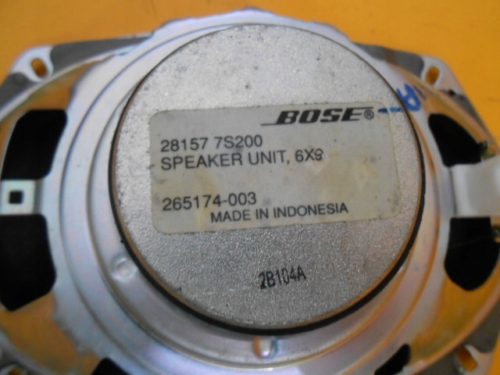 BOSE®
28157 7S200
SPEAKER UNIT, 6X9
265174-003
MADE IN INDONESIA
2B104A